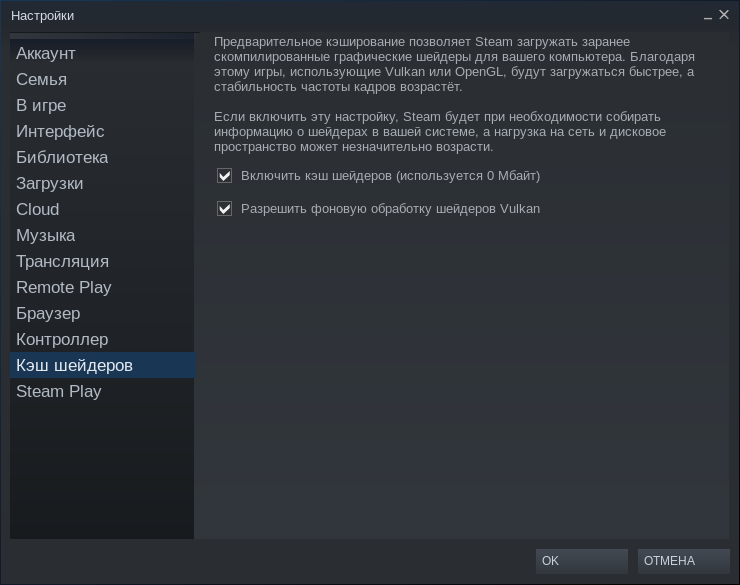 Настройки
Аккаунт
Семья
В игре
Интерфейс
Библиотека
Загрузки
Cloud
Музыка
Трансляция
Remote Play
Браузер
Контроллер
Кэш шейдеров
Steam Play
Предварительное кэширование позволяет Steam загружать заранее
скомпилированные графические шейдеры для вашего компьютера. Благодаря
этому игры, использующие Vulkan или OpenGL, будут загружаться быстрее, а
стабильность частоты кадров возрастёт.
Если включить эту настройку, Steam будет при необходимости собирать
информацию о шейдерах в вашей системе, а нагрузка на сеть и дисковое
пространство может незначительно возрасти.
Включить кэш шейдеров (используется 0 Мбайт)
Разрешить фоновую обработку шейдеров Vulkan
OK
ОТМЕНА